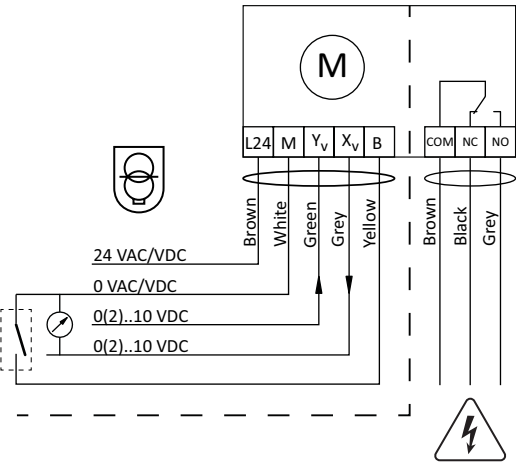 M
L24 M Yv Xv B
COM NC NO
Brown
White
Green
Grey
Yellow
Brown
Black
Grey
24 VAC/VDC
0 VAC/VDC
0(2)..10 VDC
0(2)..10 VDC